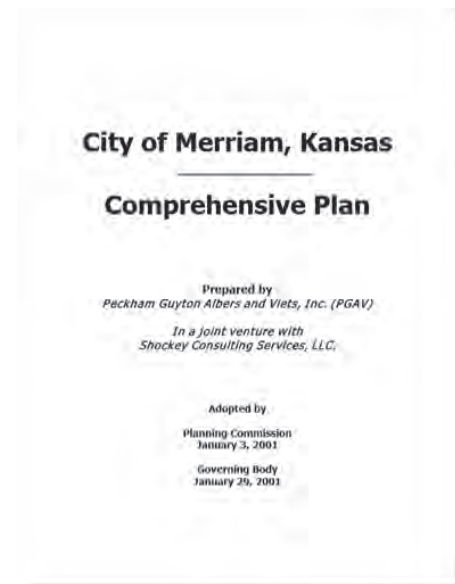 City of Merriam, Kansas
Comprehensive Plan
Prepared by
Peckham Guyton Albers and Viets, Inc. (PGAV)
In a joint venture with
Shockey Consulting Services, LLC.
Adopted by
Planning Commission
January 3, 2001
Governing Body
January 29, 2001